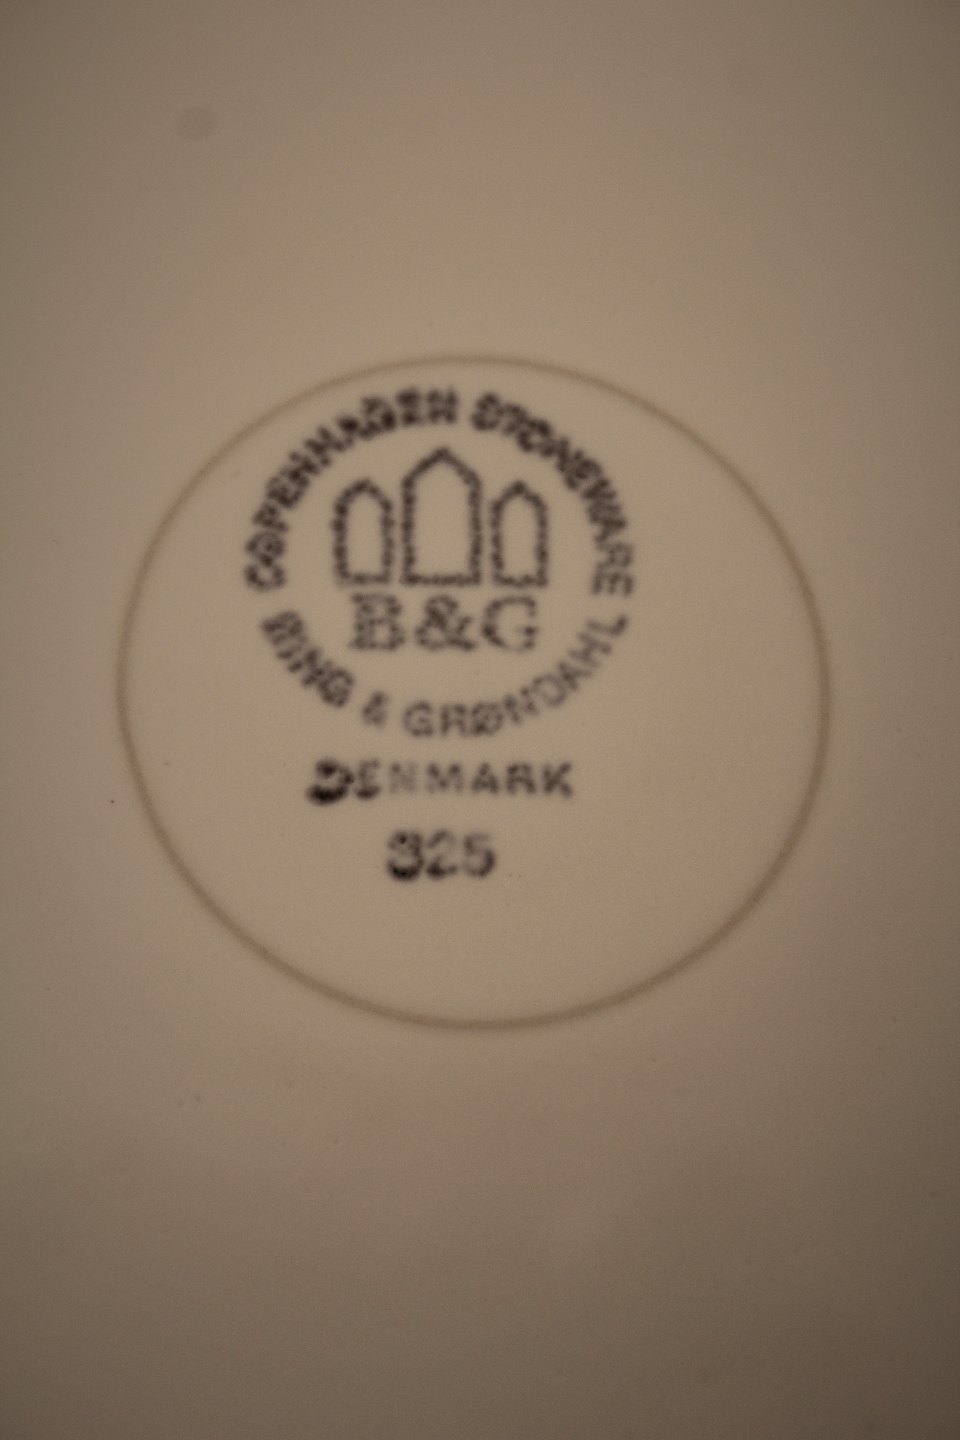 COPENHAGEN STONEWARE
B&G
BING & GRØNDAHL
DENMARK
325